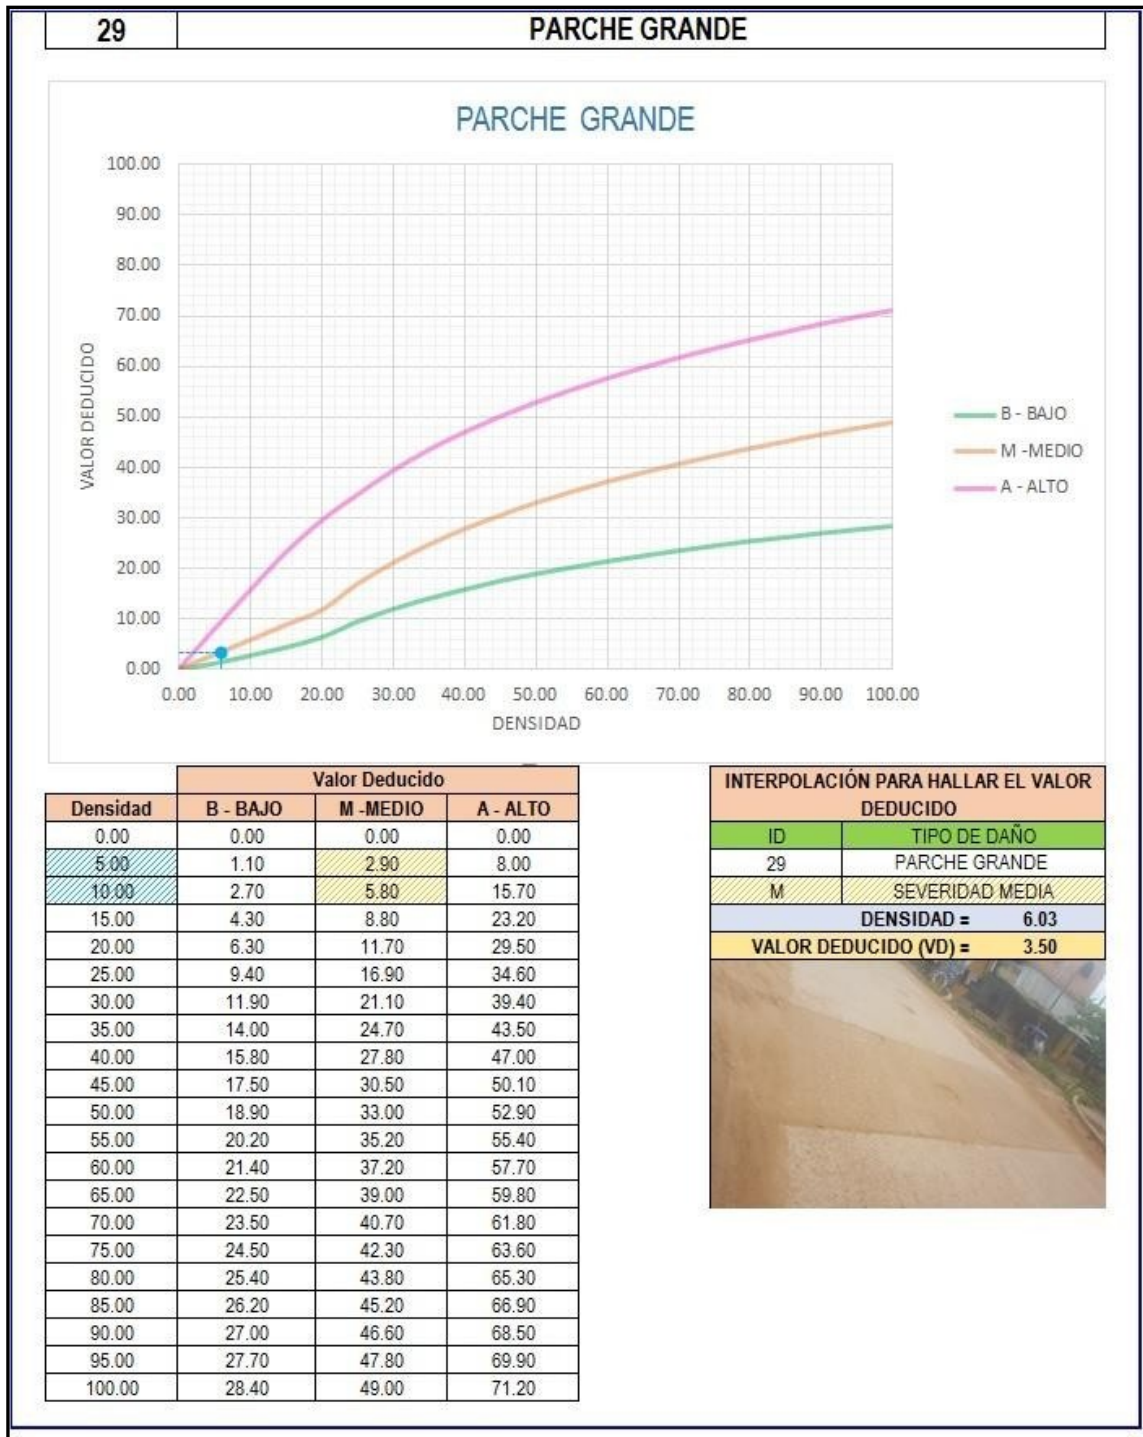 29 PARCHE GRANDE
PARCHE GRANDE
100.00
90.00
80.00
70.00
60.00
50.00
40.00
30.00
20.00
10.00
0.00
VALOR DEDUCIDO
0.00 10.00 20.00 30.00 40.00 50.00 60.00 70.00 80.00 90.00 100.00
DENSIDAD
B - BAJO
M -MEDIO
A - ALTO
Valor Deducido
Densidad B - BAJO M -MEDIO A - ALTO
0.00 0.00 0.00 0.00
5.00 1.10 2.90 8.00
10.00 2.70 5.80 15.70
15.00 4.30 8.80 23.20
20.00 6.30 11.70 29.50
25.00 9.40 16.90 34.60
30.00 11.90 21.10 39.40
35.00 14.00 24.70 43.50
40.00 15.80 27.80 47.00
45.00 17.50 30.50 50.10
50.00 18.90 33.00 52.90
55.00 20.20 35.20 55.40
60.00 21.40 37.20 57.70
65.00 22.50 39.00 59.80
70.00 23.50 40.70 61.80
75.00 24.50 42.30 63.60
80.00 25.40 43.80 65.30
85.00 26.20 45.20 66.90
90.00 27.00 46.60 68.50
95.00 27.70 47.80 69.90
100.00 28.40 49.00 71.20
INTERPOLACIÓN PARA HALLAR EL VALOR
DEDUCIDO
ID TIPO DE DAÑO
29 PARCHE GRANDE
M SEVERIDAD MEDIA
DENSIDAD = 6.03
VALOR DEDUCIDO (VD) = 3.50